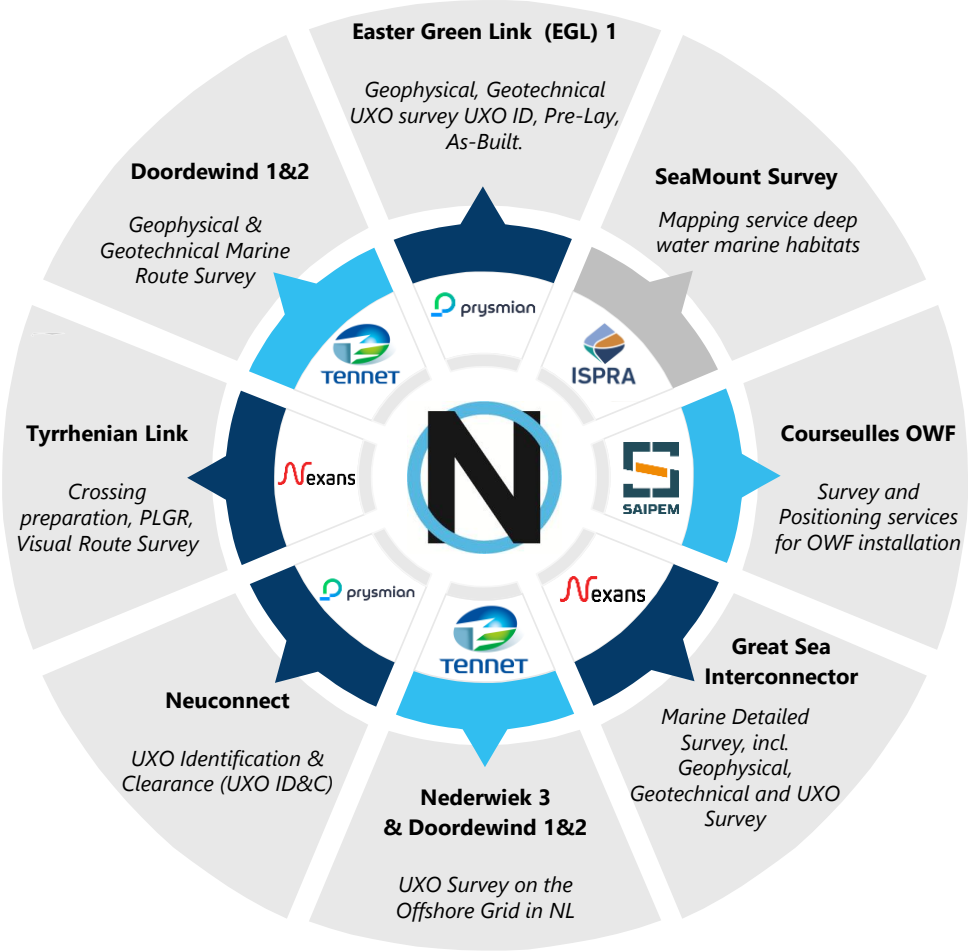 Easter Green Link (EGL) 1
Geophysical, Geotechnical
UXO survey UXO ID, Pre-Lay,
As-Built.
prysmian
SeaMount Survey
Mapping service deep
water marine habitats
ISPRA
Courseulles OWF
Survey and
Positioning services
for OWF installation
SAIPEM
Great Sea
Interconnector
Marine Detailed
Survey, incl.
Geophysical,
Geotechnical and UXO
Survey
Nexans
Nederwiek 3
& Doordewind 1&2
UXO Survey on the
Offshore Grid in NL
TenneT
Neuconnect
UXO Identification &
Clearance (UXO ID&C)
prysmian
Tyrrhenian Link
Crossing
preparation, PLGR,
Visual Route Survey
Nexans
Doordewind 1&2
Geophysical &
Geotechnical Marine
Route Survey
TenneT
N